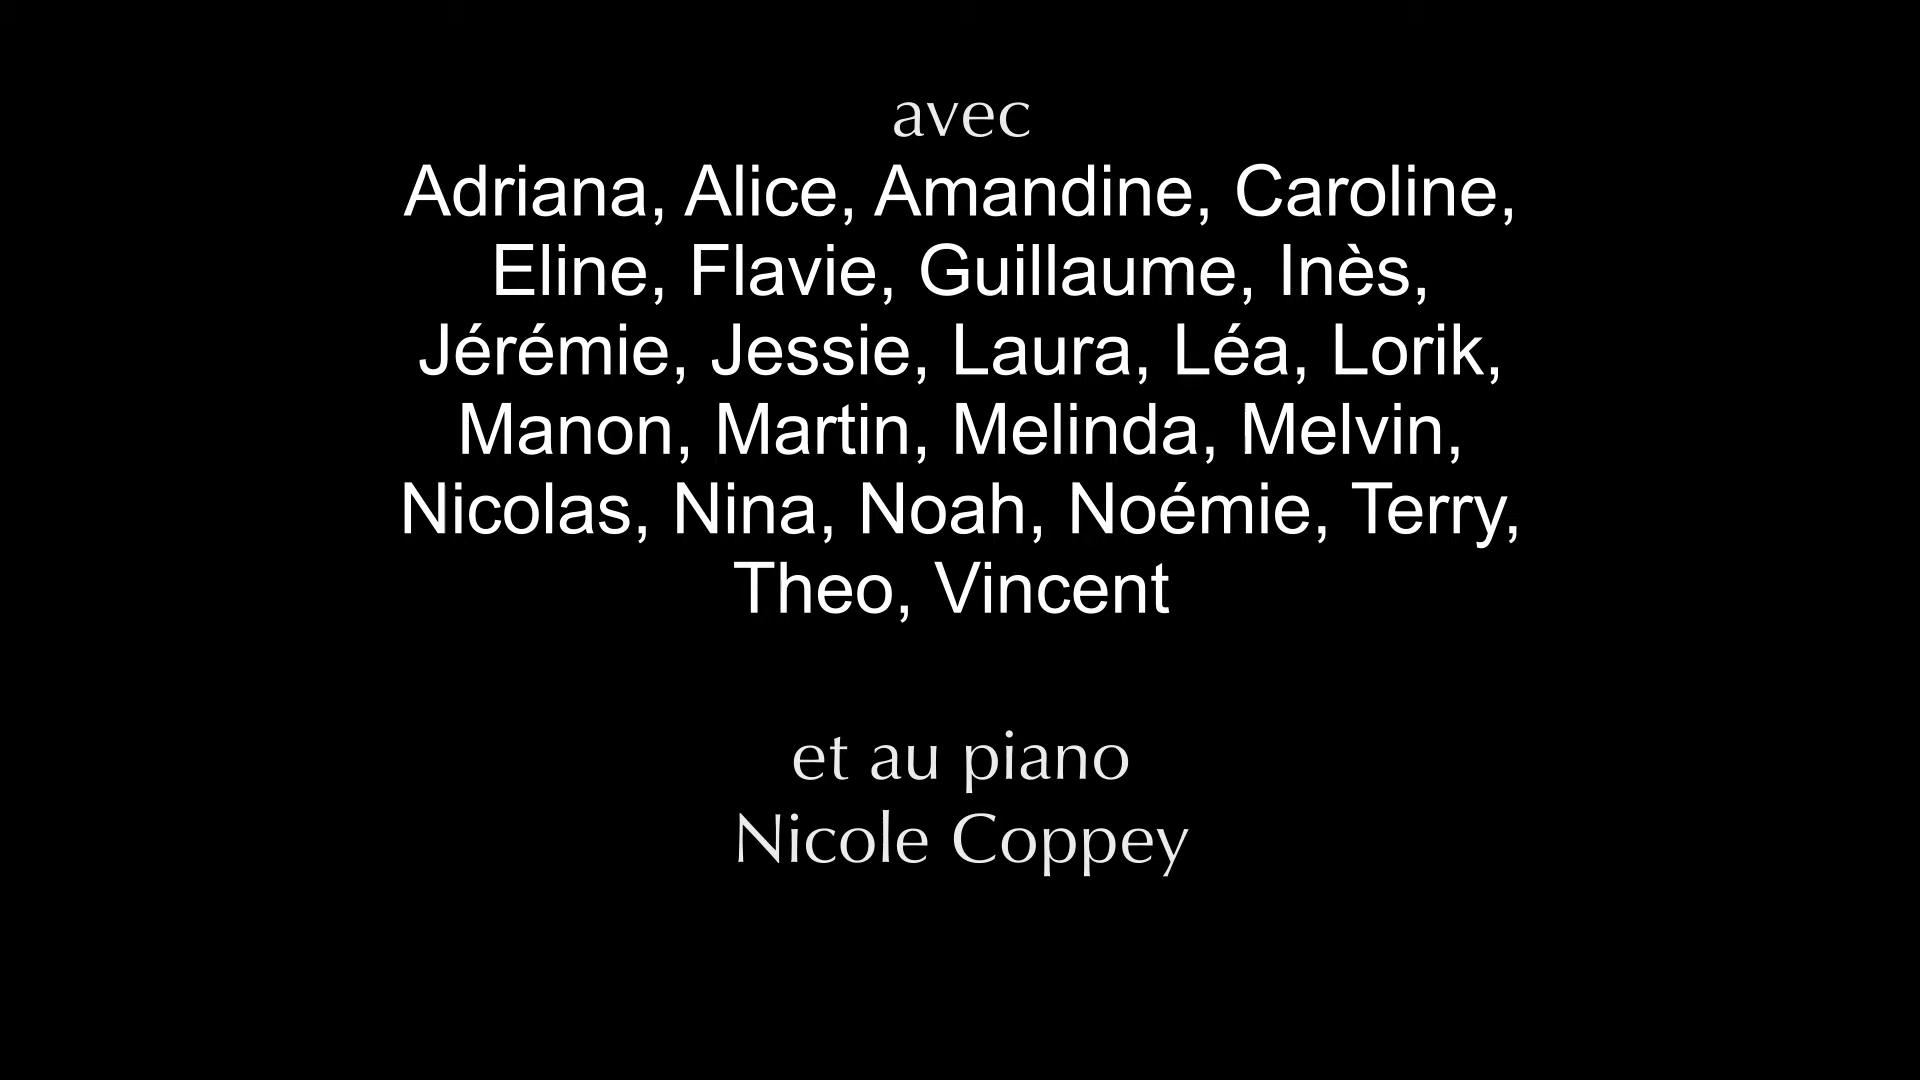 avec
Adriana, Alice, Amandine, Caroline,
Eline, Flavie, Guillaume, Inès,
Jérémie, Jessie, Laura, Léa, Lorik,
Manon, Martin, Melinda, Melvin,
Nicolas, Nina, Noah, Noémie, Terry,
Theo, Vincent
et au piano
Nicole Coppey